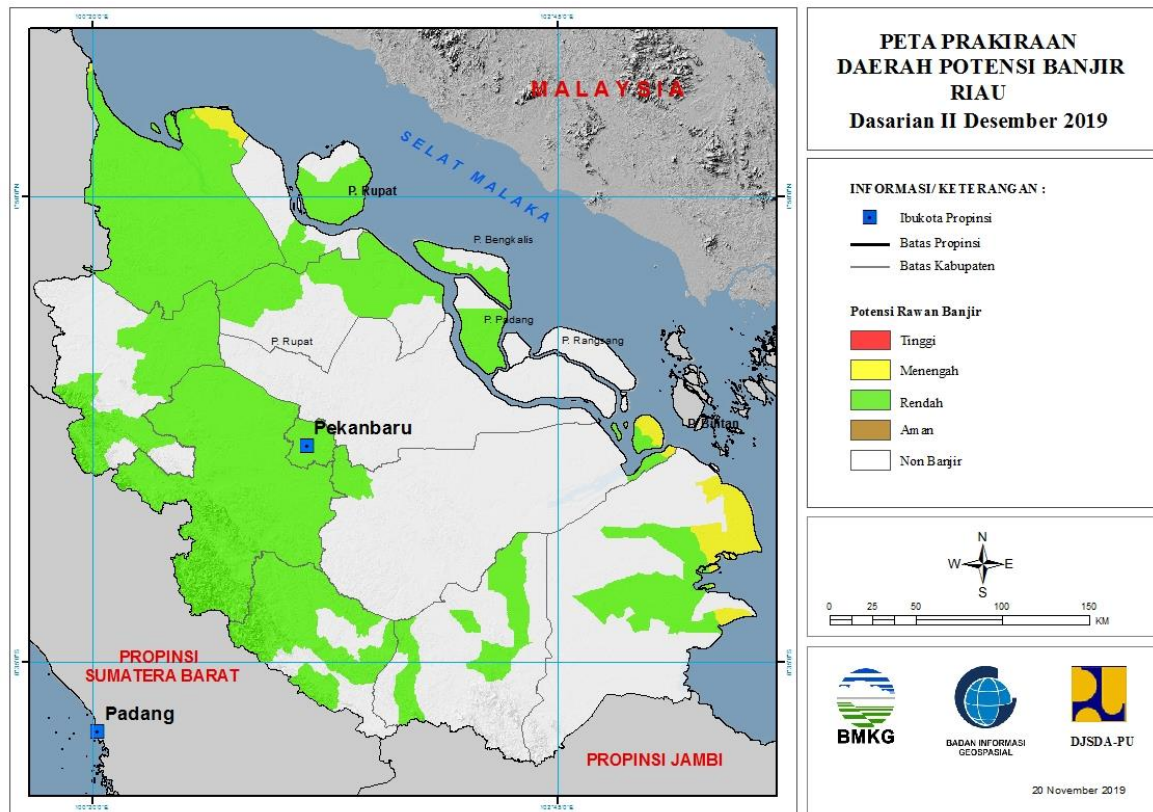 PETA PRAKIRAAN
DAERAH POTENSI BANJIR
RIAU
Dasarian II Desember 2019
INFORMASI/ KETERANGAN :
Ibukota Propinsi
Batas Propinsi
Batas Kabupaten
Potensi Rawan Banjir
Tinggi
Menengah
Rendah
Aman
Non Banjir
N
W E
S
0 25 50 100 150
KM
BMKG
BADAN INFORMASI
GEOSPASIAL
DJSDA-PU
20 November 2019
MALAYSIA
SELAT MALAKA
P. Rupat
P. Bengkalis
P. Padang
P. Rangsang
P. Rupat
P. Bintan
Pekanbaru
PROPINSI
SUMATERA BARAT
Padang
PROPINSI JAMBI